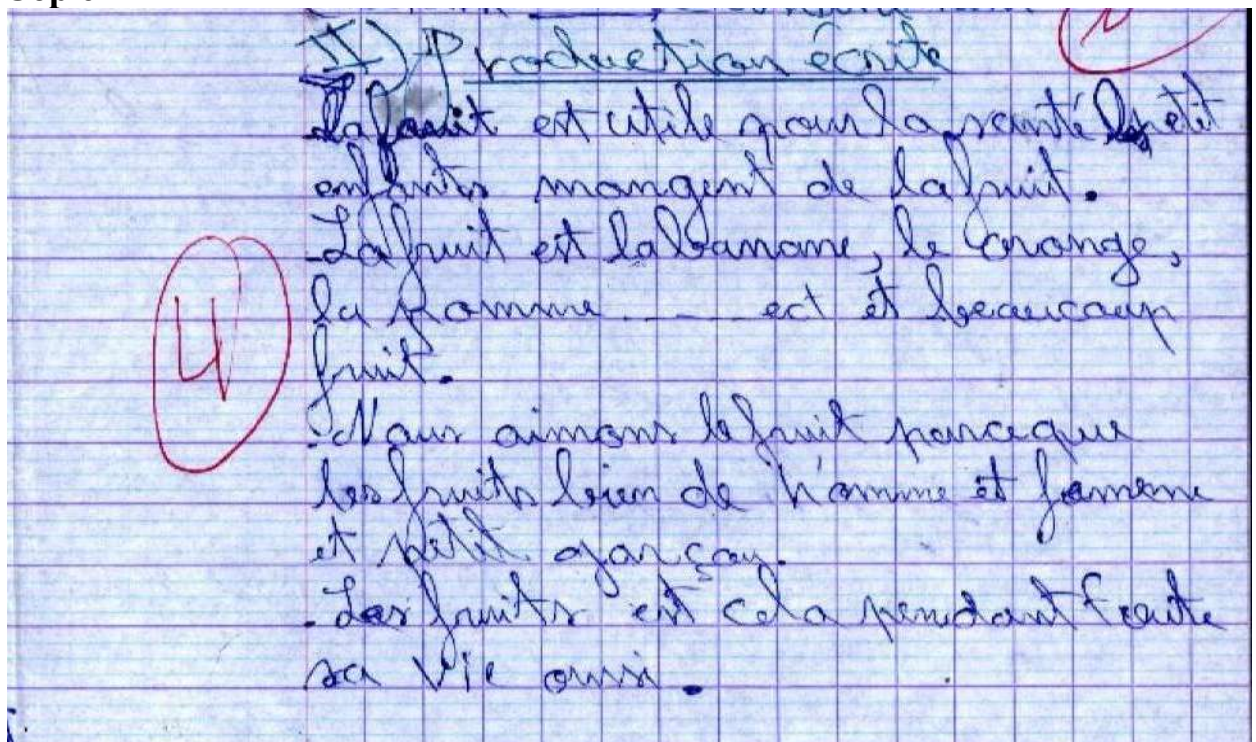 II) Production écrite
La fruit est utile pour la santé Les petit
enfants mangent de la fruit.
- La fruit est la banane, le orange,
la pomme ---- ect et beaucoup
fruit.
- Nous aimons le fruit parceque
les fruits bien de homme et famme
et petit garçay.
- Les fruits est cela pendant toute
sa vie
4